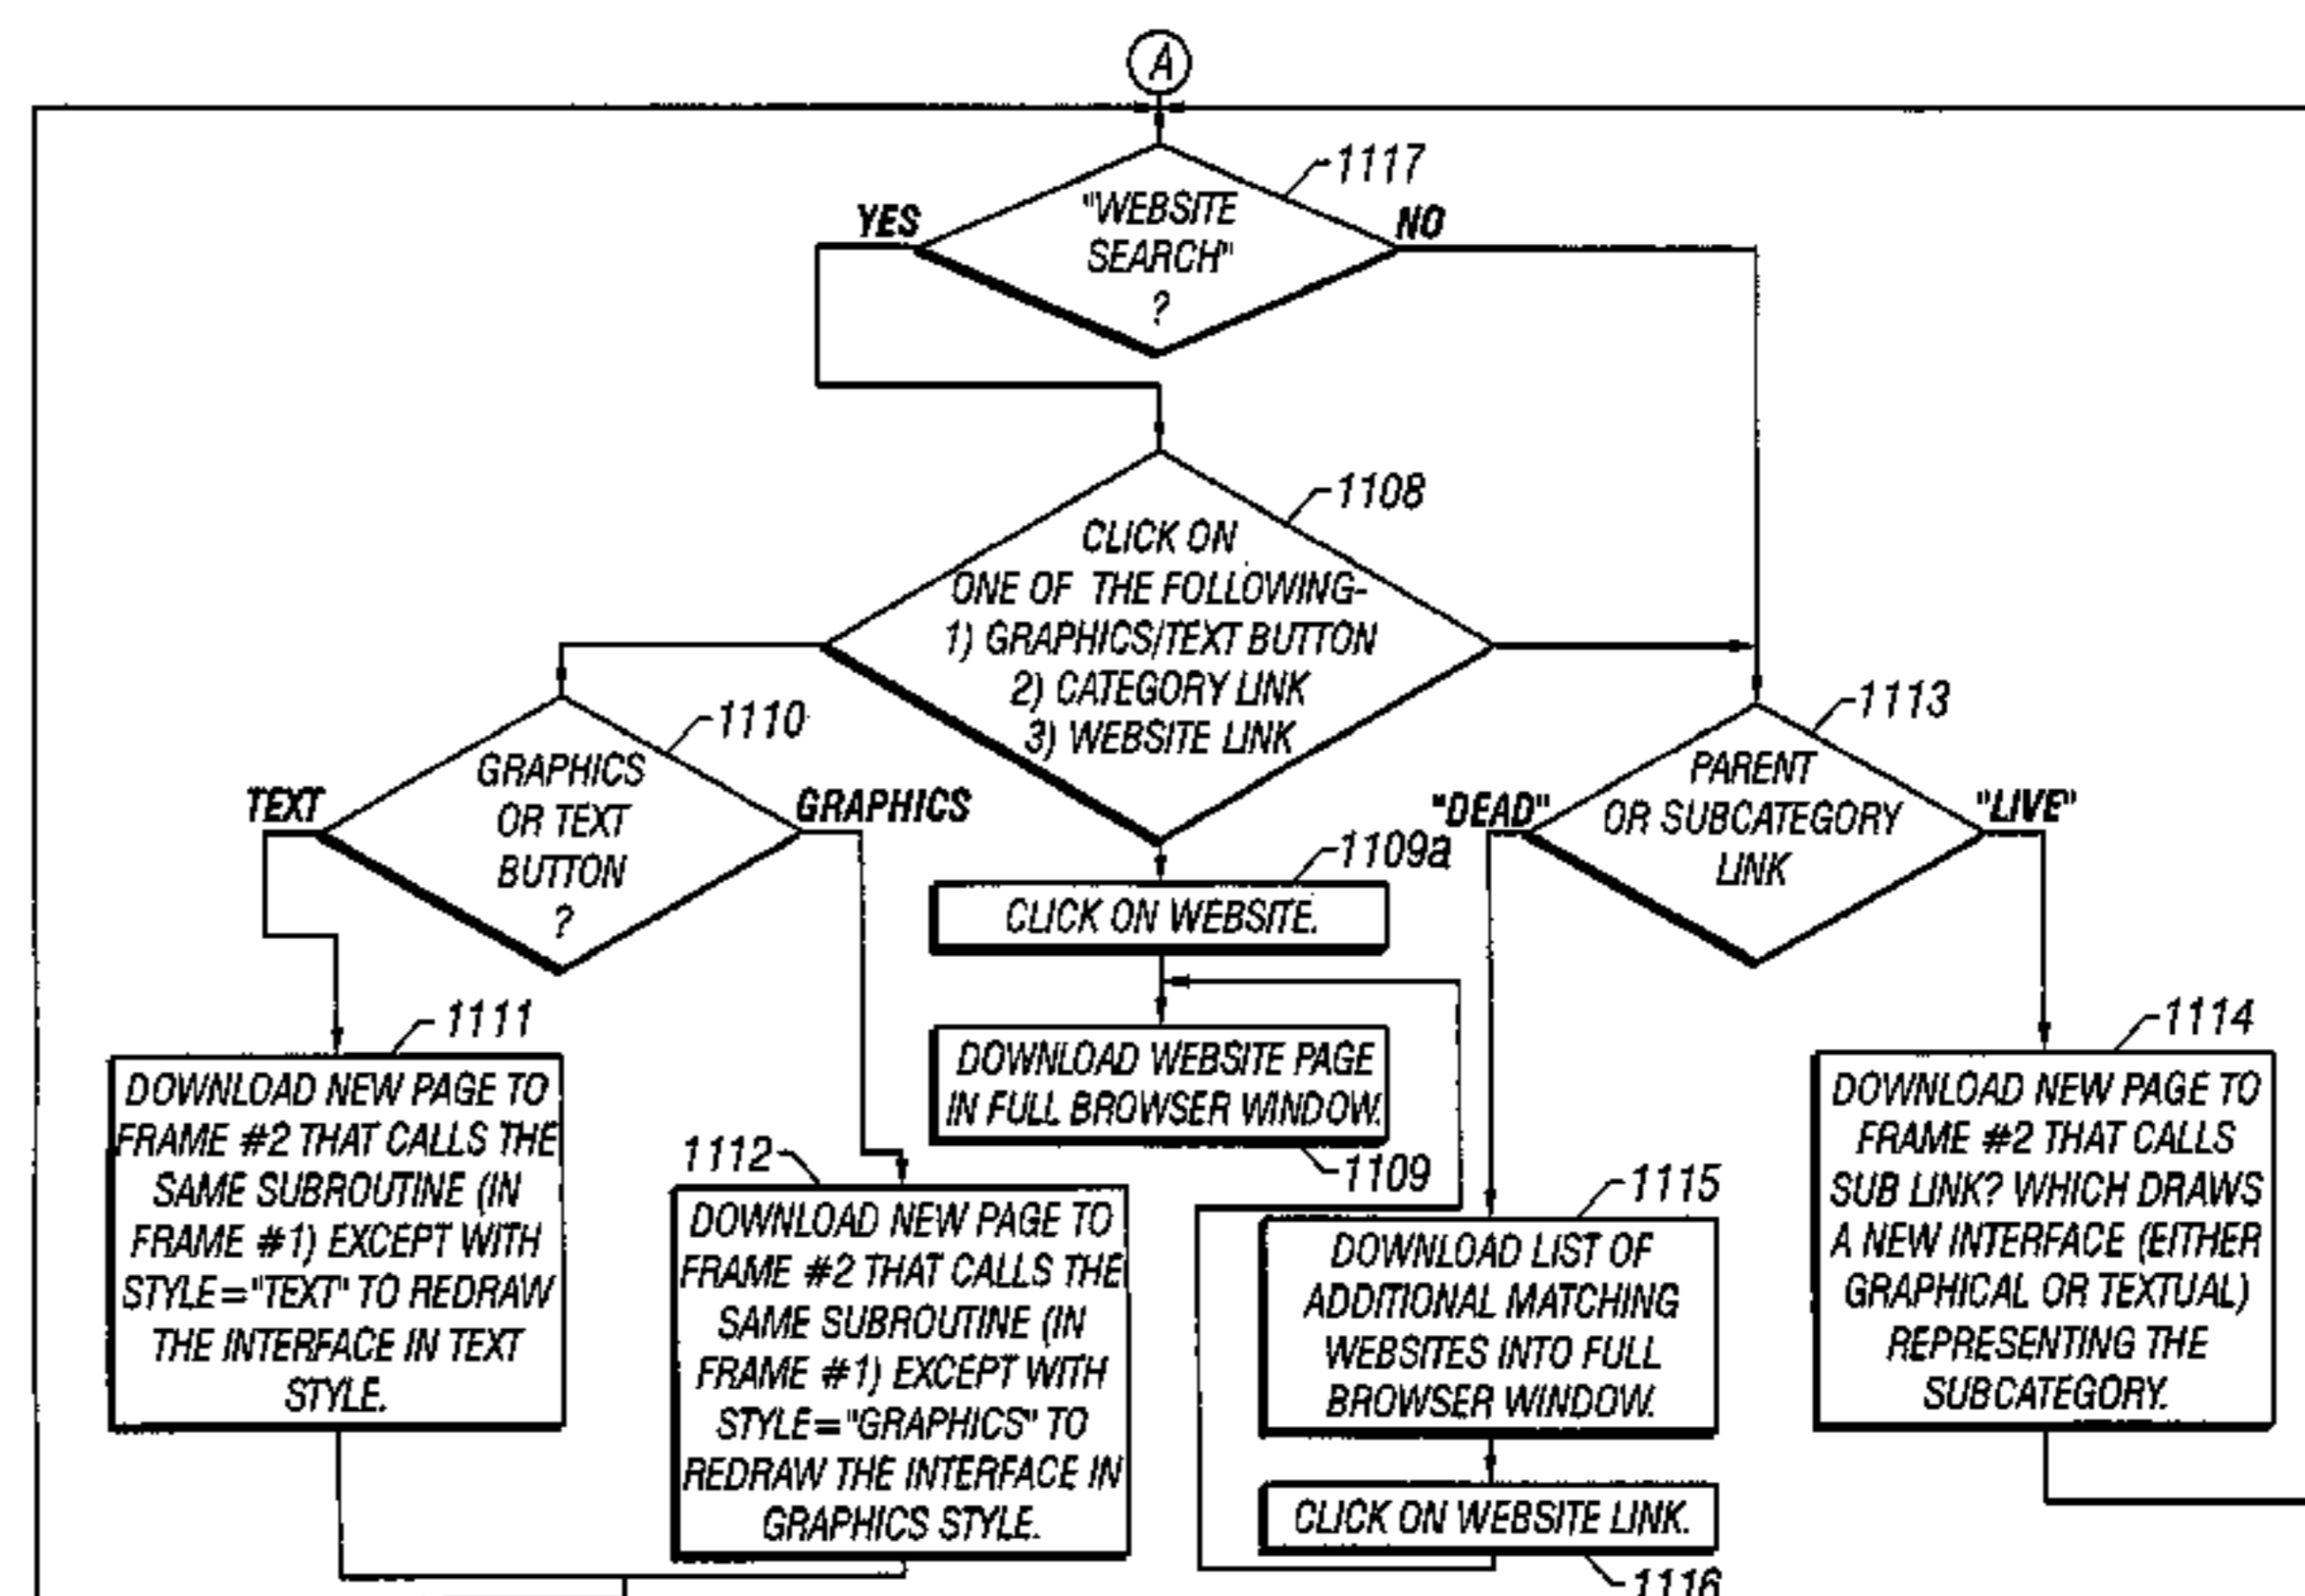 A
1117
"WEBSITE
SEARCH"
?
YES
NO
1108
CLICK ON
ONE OF THE FOLLOWING-
1) GRAPHICS/TEXT BUTTON
2) CATEGORY LINK
3) WEBSITE LINK
1110
GRAPHICS
OR TEXT
BUTTON
?
TEXT
GRAPHICS
1113
PARENT
OR SUBCATEGORY
LINK
"DEAD"
"LIVE"
1109a
CLICK ON WEBSITE.
DOWNLOAD WEBSITE PAGE
IN FULL BROWSER WINDOW.
1109
1111
DOWNLOAD NEW PAGE TO
FRAME #2 THAT CALLS THE
SAME SUBROUTINE (IN
FRAME #1) EXCEPT WITH
STYLE="TEXT" TO REDRAW
THE INTERFACE IN TEXT
STYLE.
1112
DOWNLOAD NEW PAGE TO
FRAME #2 THAT CALLS THE
SAME SUBROUTINE (IN
FRAME #1) EXCEPT WITH
STYLE="GRAPHICS" TO
REDRAW THE INTERFACE IN
GRAPHICS STYLE.
1115
DOWNLOAD LIST OF
ADDITIONAL MATCHING
WEBSITES INTO FULL
BROWSER WINDOW.
CLICK ON WEBSITE LINK.
1116
1114
DOWNLOAD NEW PAGE TO
FRAME #2 THAT CALLS
SUB LINK? WHICH DRAWS
A NEW INTERFACE (EITHER
GRAPHICAL OR TEXTUAL)
REPRESENTING THE
SUBCATEGORY.